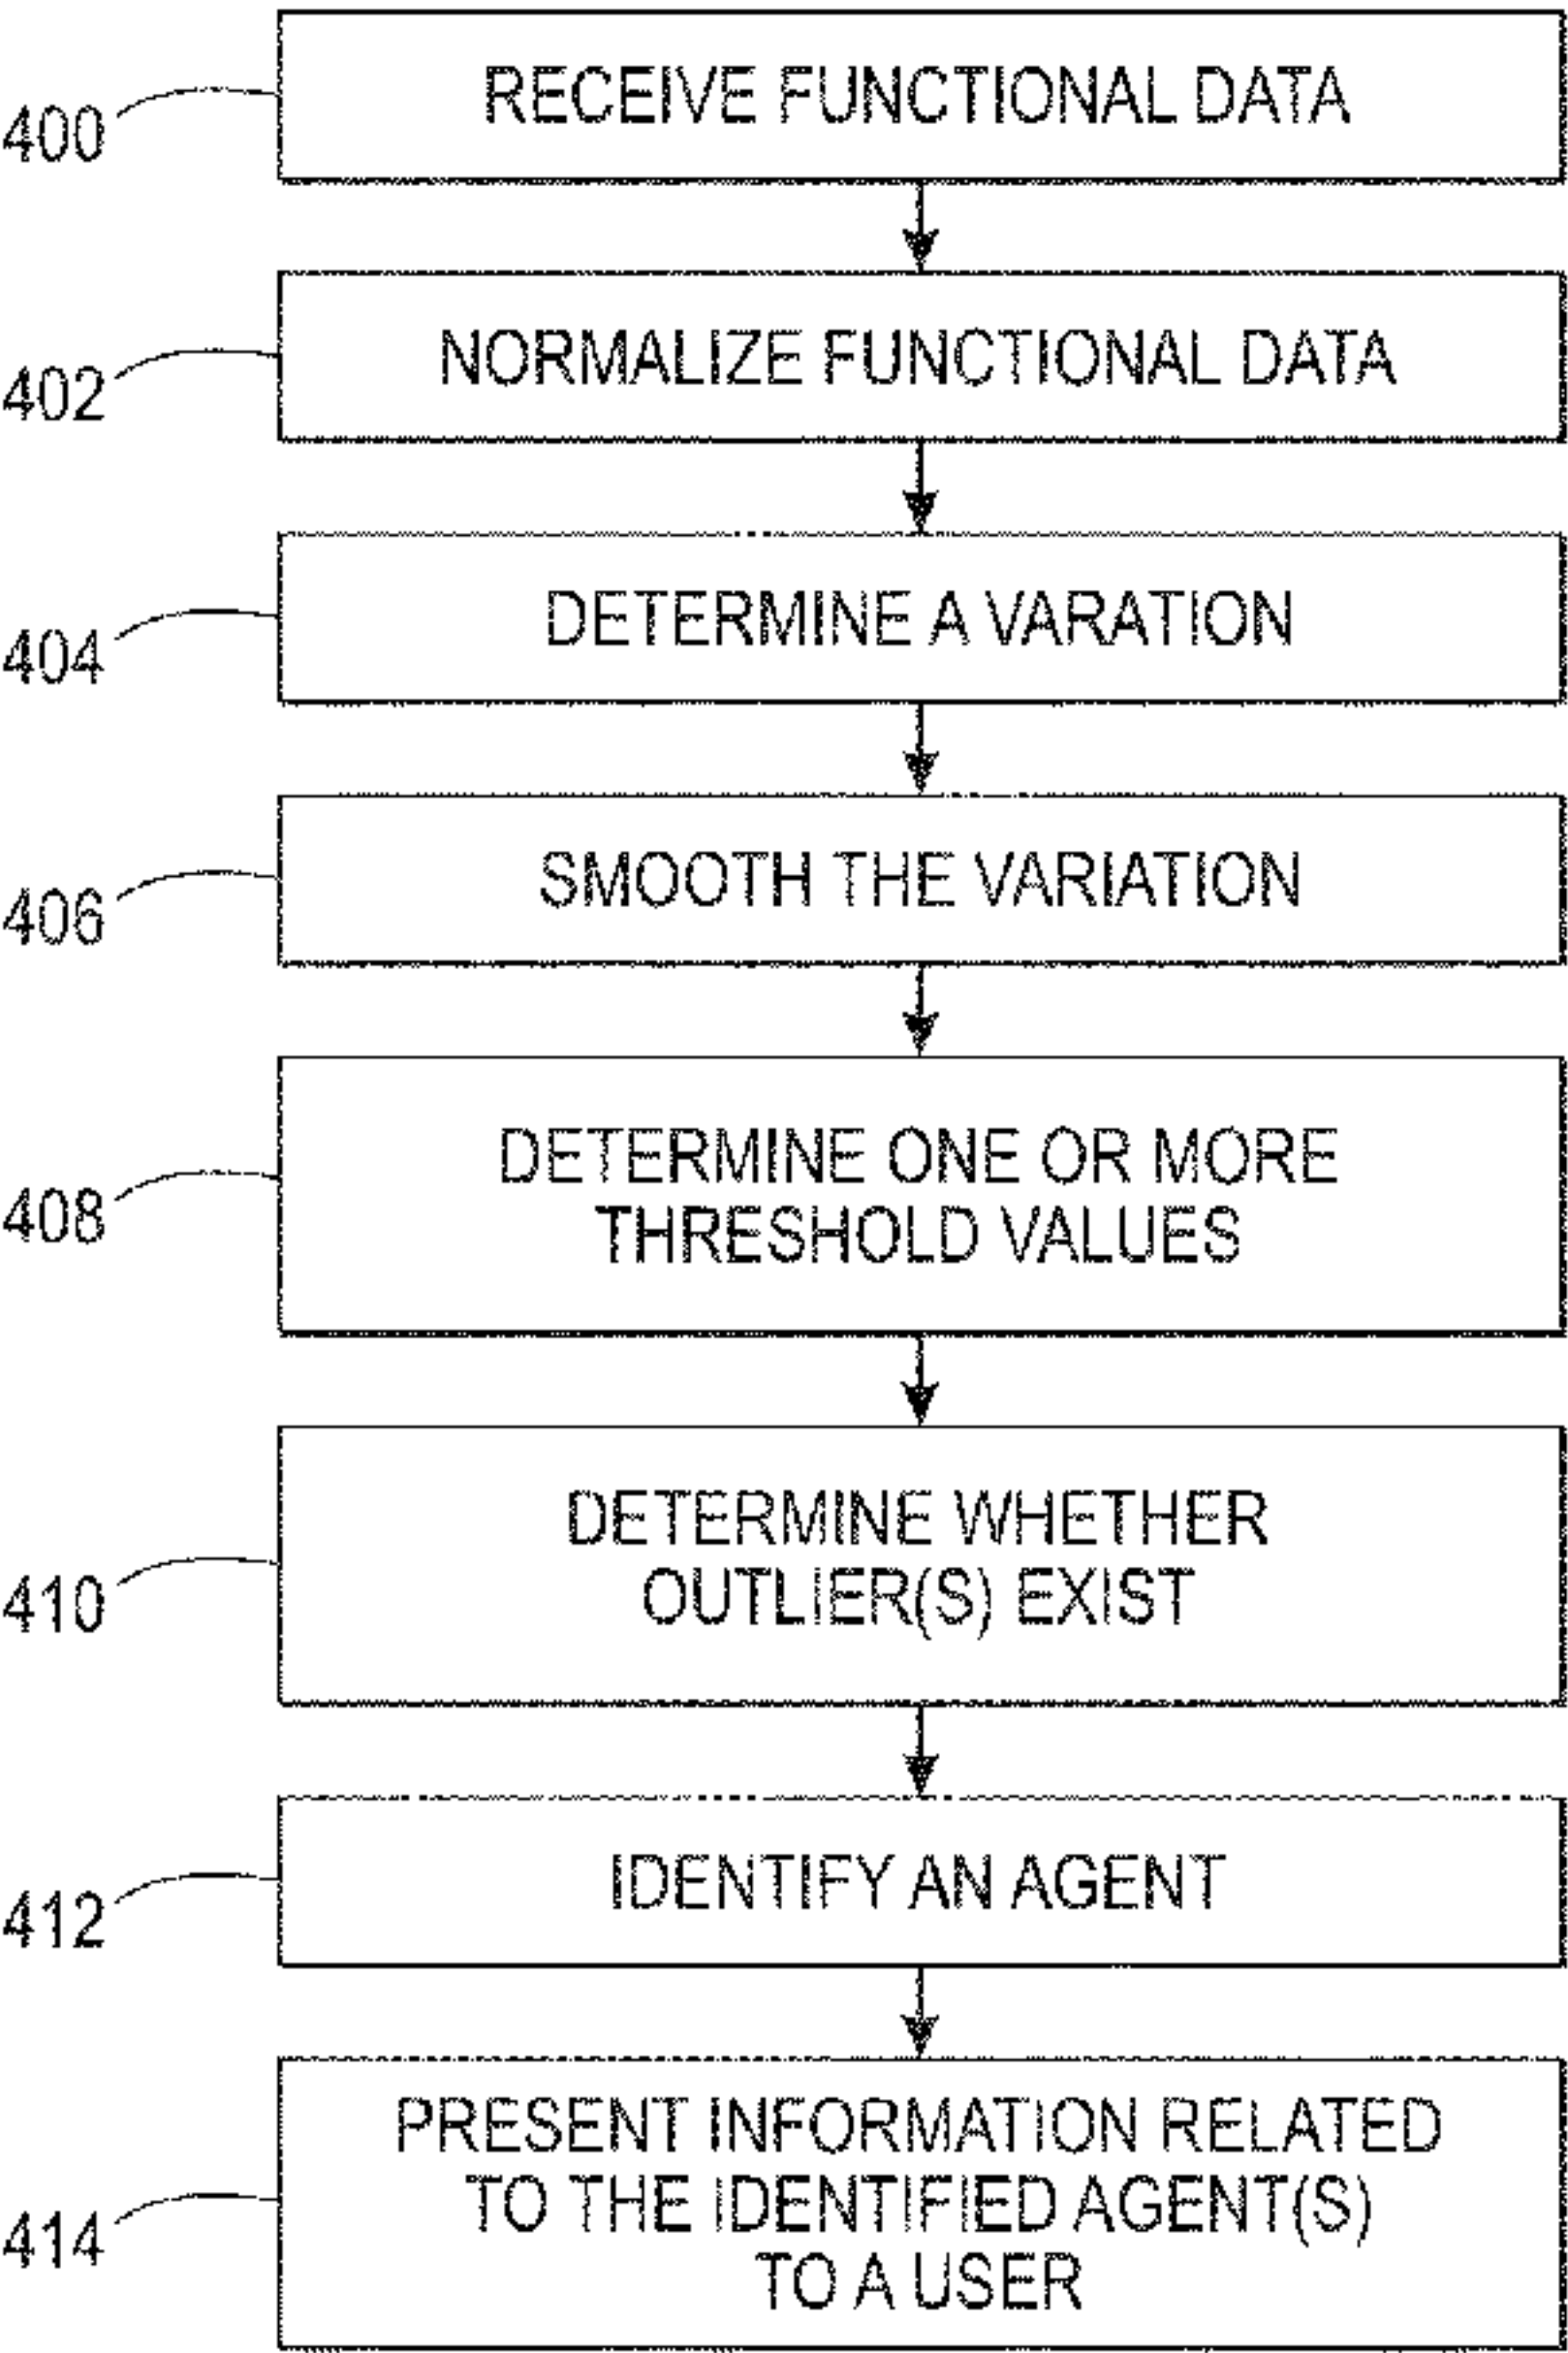 400
RECEIVE FUNCTIONAL DATA
402
NORMALIZE FUNCTIONAL DATA
404
DETERMINE A VARATION
406
SMOOTH THE VARIATION
408
DETERMINE ONE OR MORE
THRESHOLD VALUES
410
DETERMINE WHETHER
OUTLIER(S) EXIST
412
IDENTIFY AN AGENT
414
PRESENT INFORMATION RELATED
TO THE IDENTIFIED AGENT(S)
TO A USER